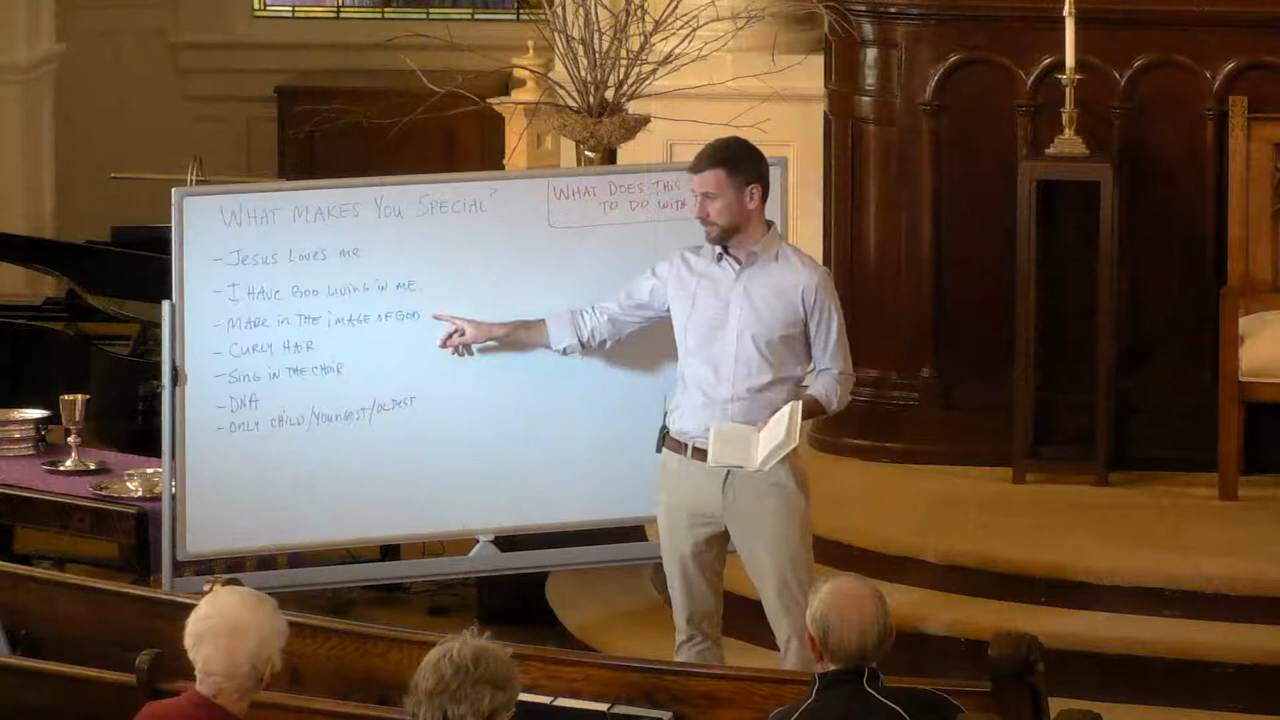 WHAT MAKES YOU SPECIAL?
WHAT DOES THIS
TO DO WITH
- JESUS LOVES ME
- I HAVE GOD LIVING IN ME.
- MADE IN THE IMAGE OF GOD
- CURLY HAIR
- SING IN THE CHOIR
- DNA
- ONLY CHILD/YOUNGEST/OLDEST